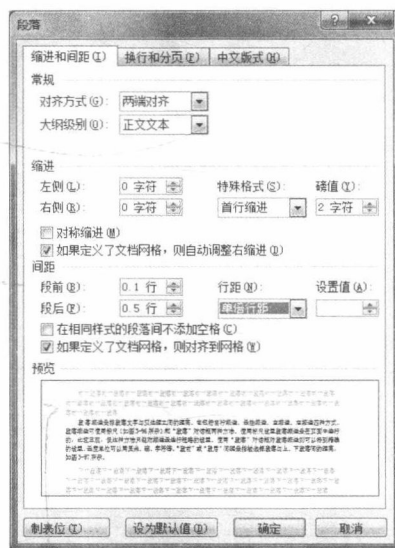 段落
缩进和间距(I) 换行和分页(P) 中文版式(H)
常规
对齐方式(G): 两端对齐
大纲级别(O): 正文文本
缩进
左侧(L): 0 字符 特殊格式(S): 磅值(Y):
右侧(R): 0 字符 首行缩进 2 字符
对称缩进(M)
如果定义了文档网格，则自动调整右缩进(D)
间距
段前(B): 0.1 行 行距(N): 设置值(A):
段后(F): 0.5 行 单倍行距
在相同样式的段落间不添加空格(C)
如果定义了文档网格，则对齐到网格(W)
预览
制表位(T)... 设为默认值(D) 确定 取消